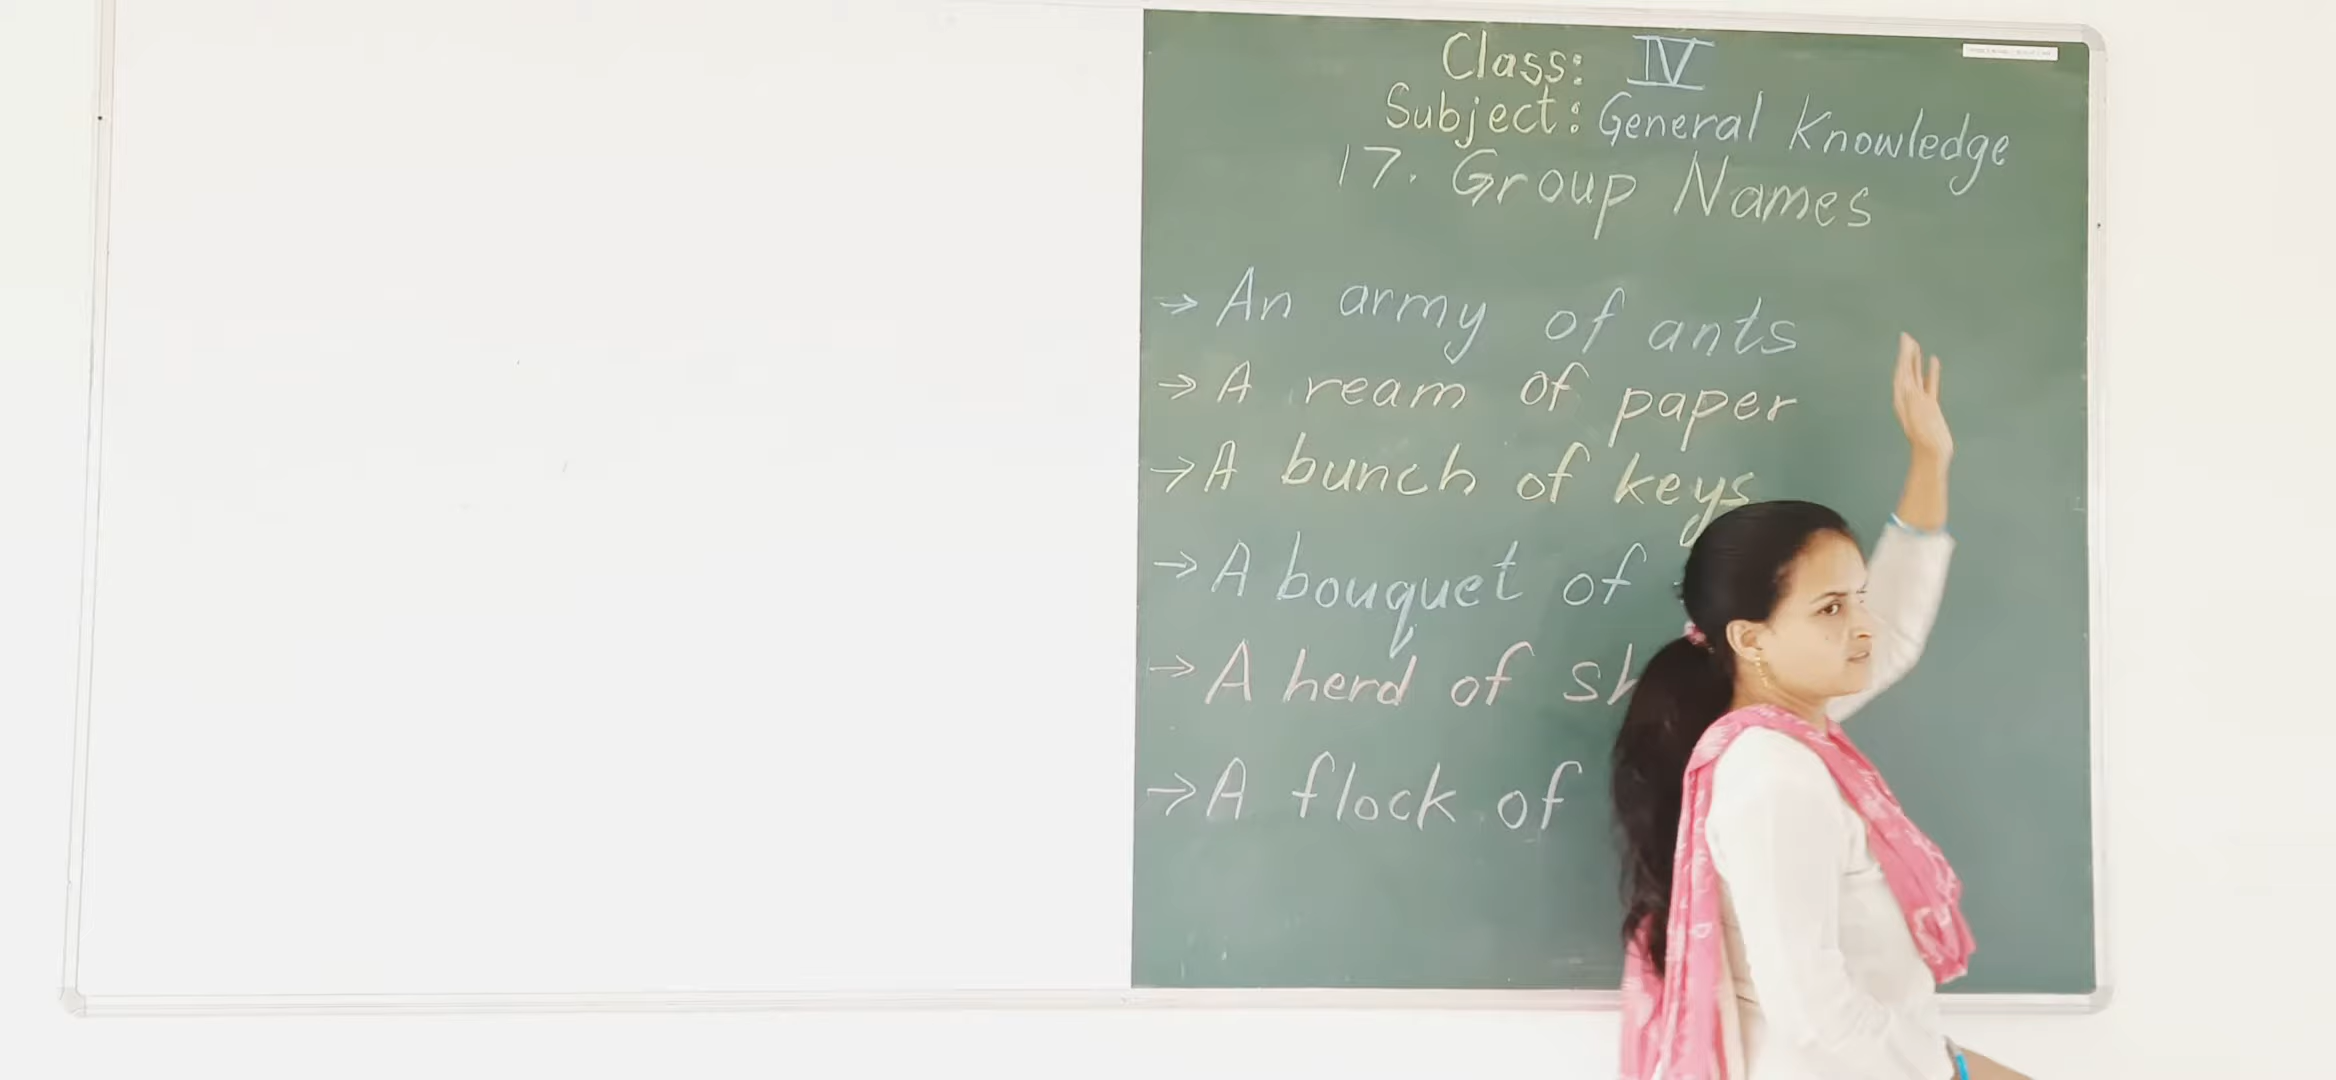 Class: IV
Subject: General Knowledge
17. Group Names
→ An army of ants
→ A ream of paper
→ A bunch of keys
→ A bouquet of
→ A herd of
→ A flock of